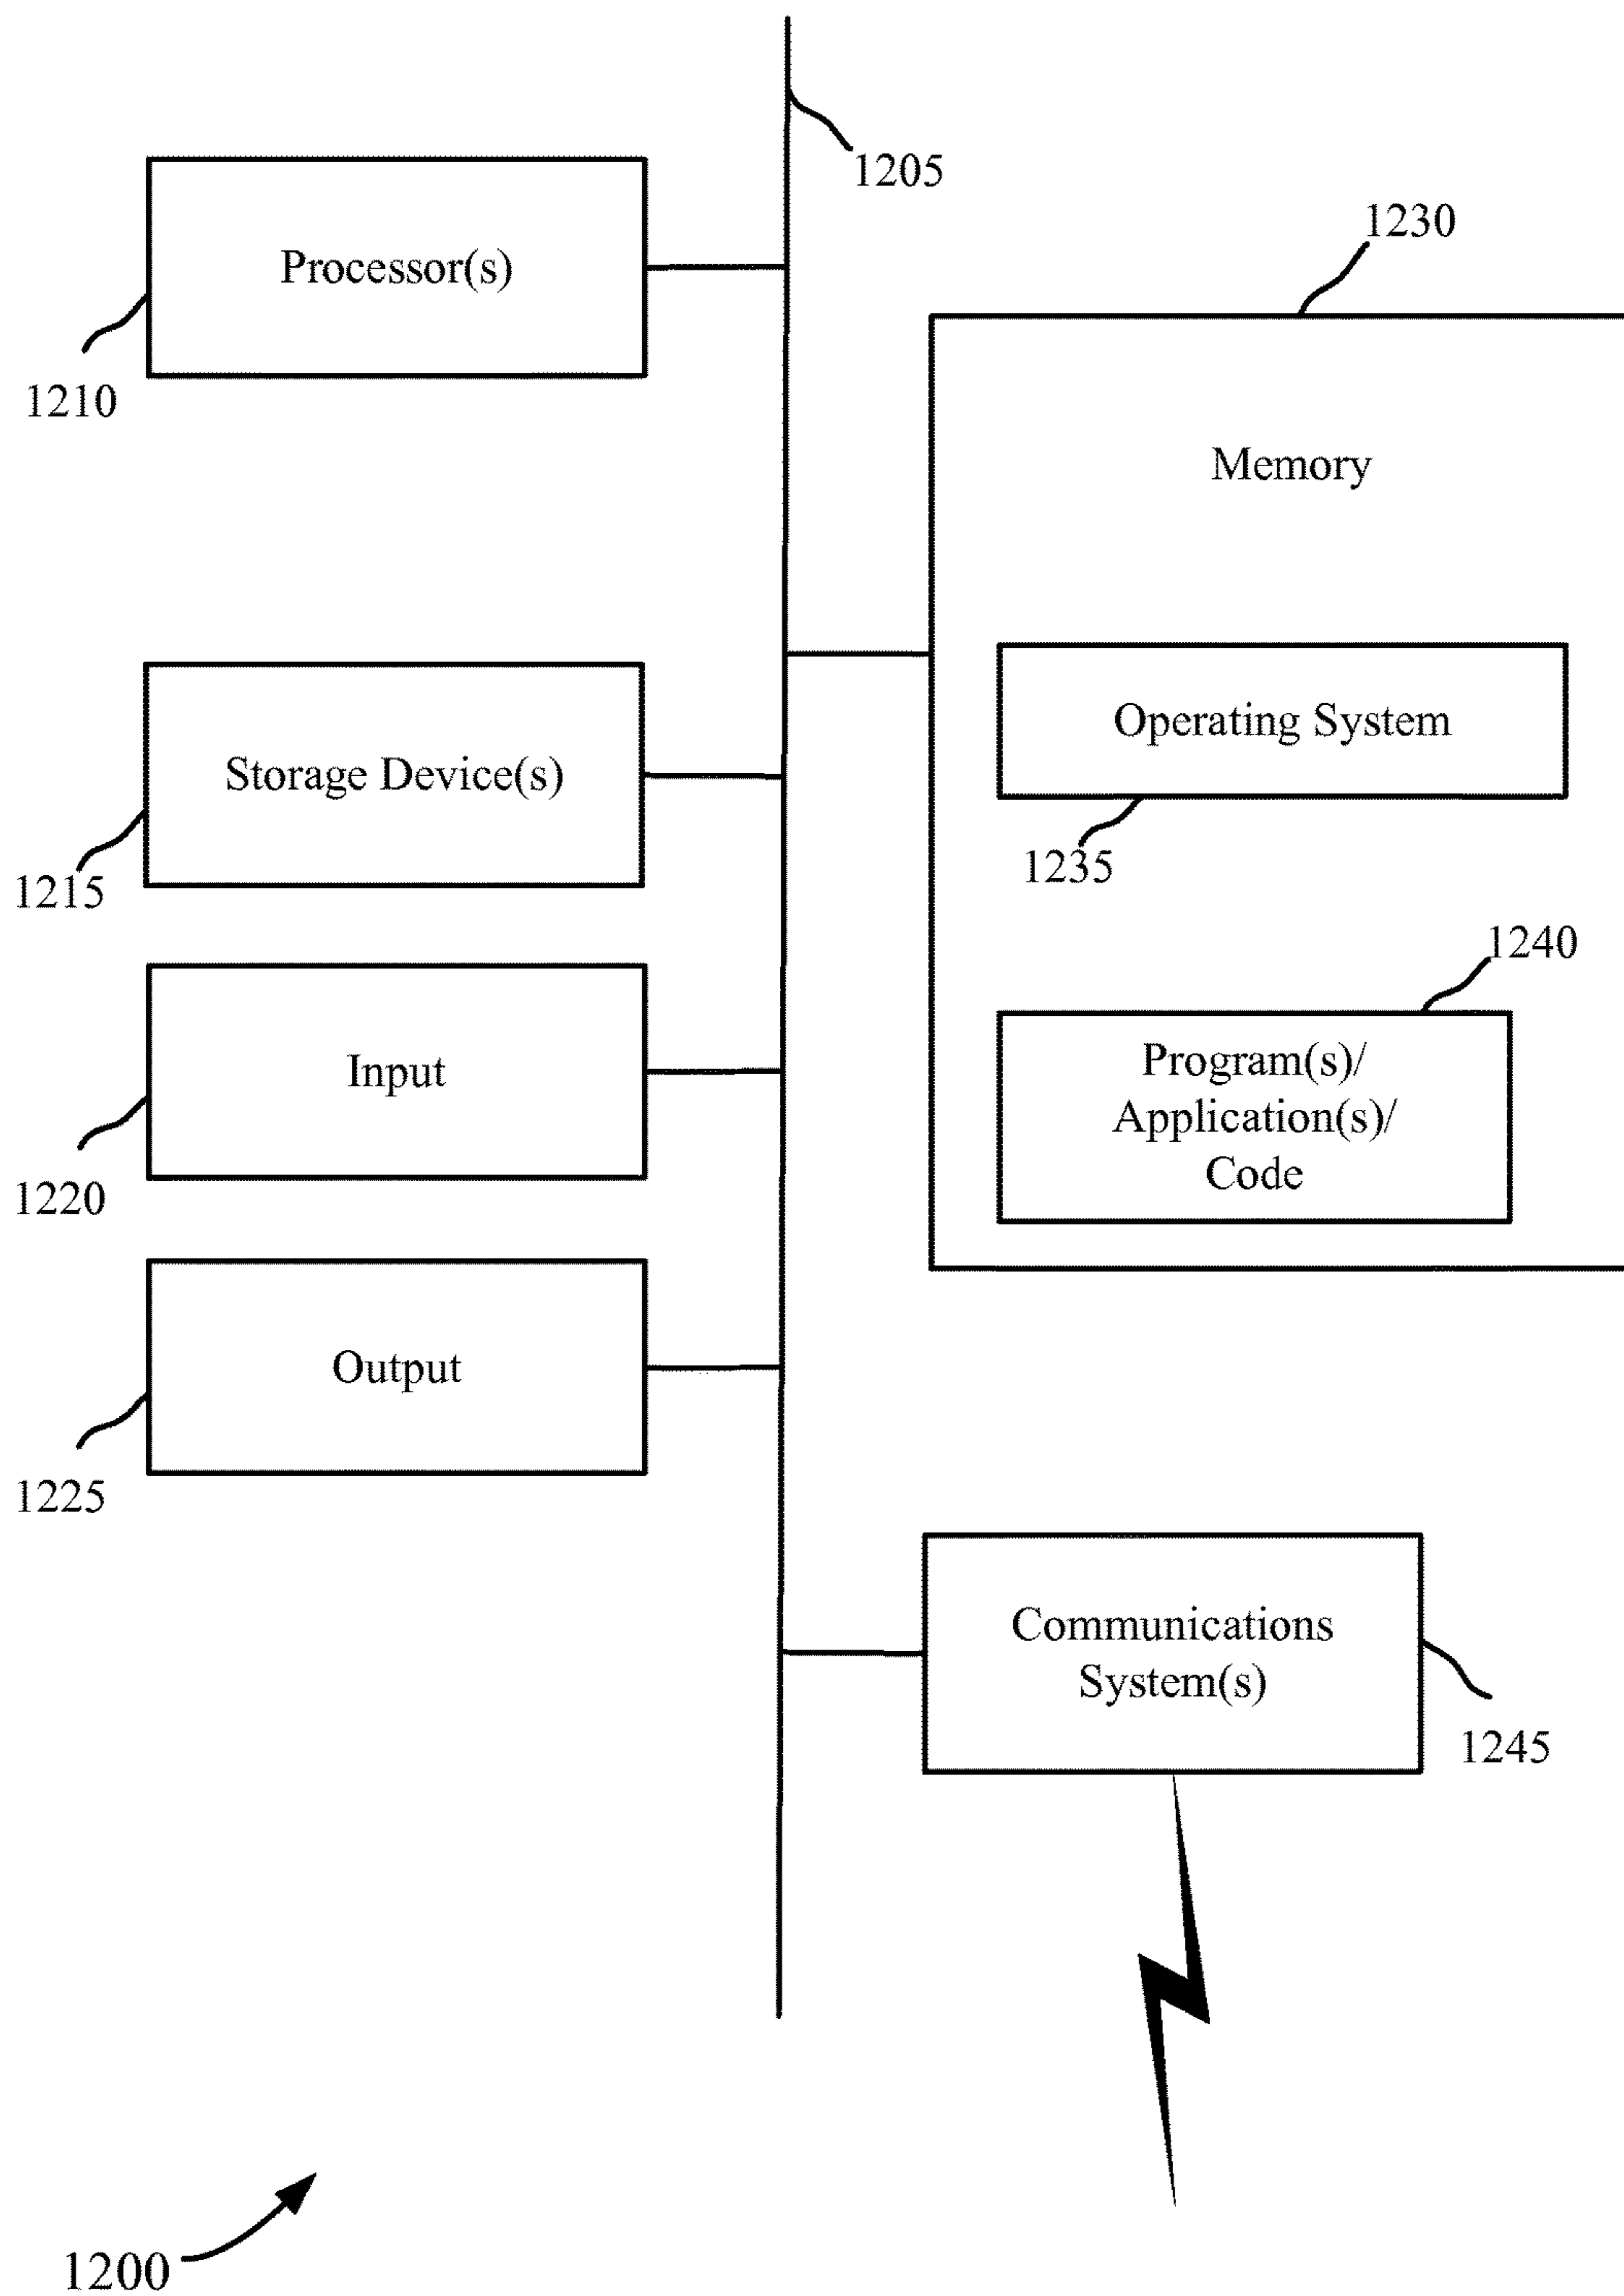 1205
1230
Processor(s)
1210
Memory
Operating System
Storage Device(s)
1235
1215
1240
Program(s)/
Application(s)/
Code
Input
1220
Output
1225
Communications
System(s)
1245
1200